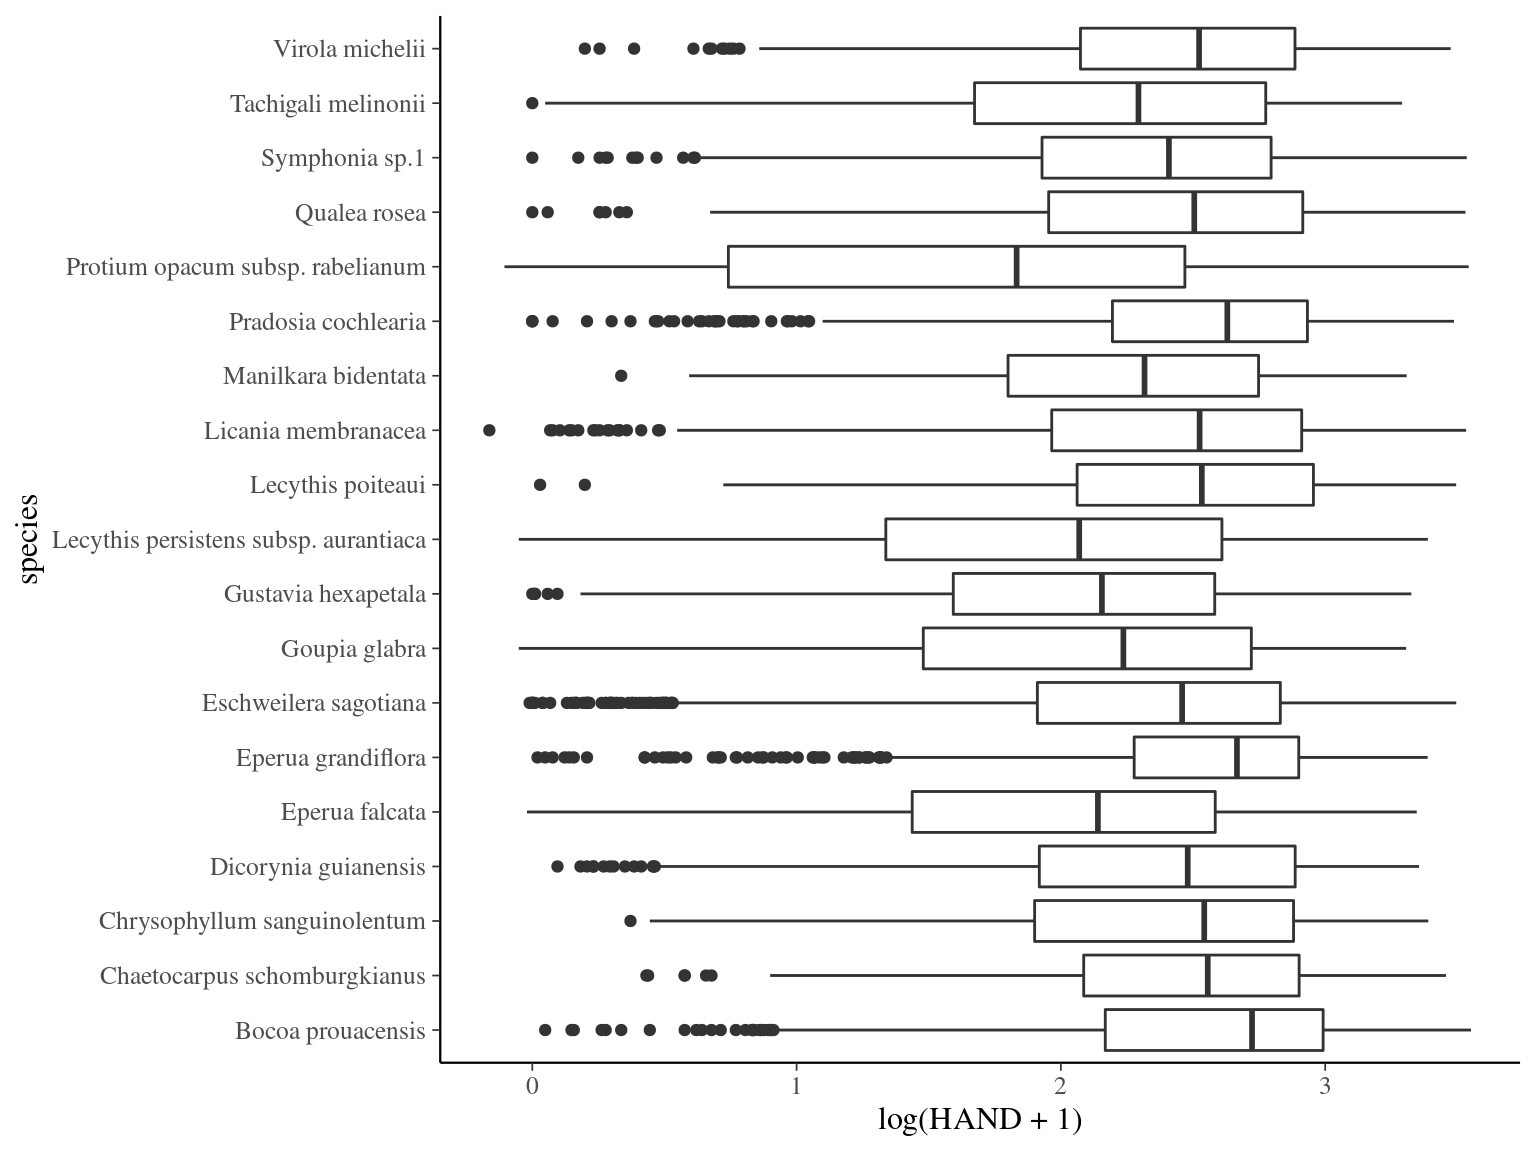 Virola michelii
Tachigali melinonii
Symphonia sp.1
Qualea rosea
Protium opacum subsp. rabelianum
Pradosia cochlearia
Manilkara bidentata
Licania membranacea
Lecythis poiteaui
Lecythis persistens subsp. aurantiaca
Gustavia hexapetala
Goupia glabra
Eschweilera sagotiana
Eperua grandiflora
Eperua falcata
Dicorynia guianensis
Chrysophyllum sanguinolentum
Chaetocarpus schomburgkianus
Bocoa prouacensis
species
0 1 2 3
log(HAND + 1)